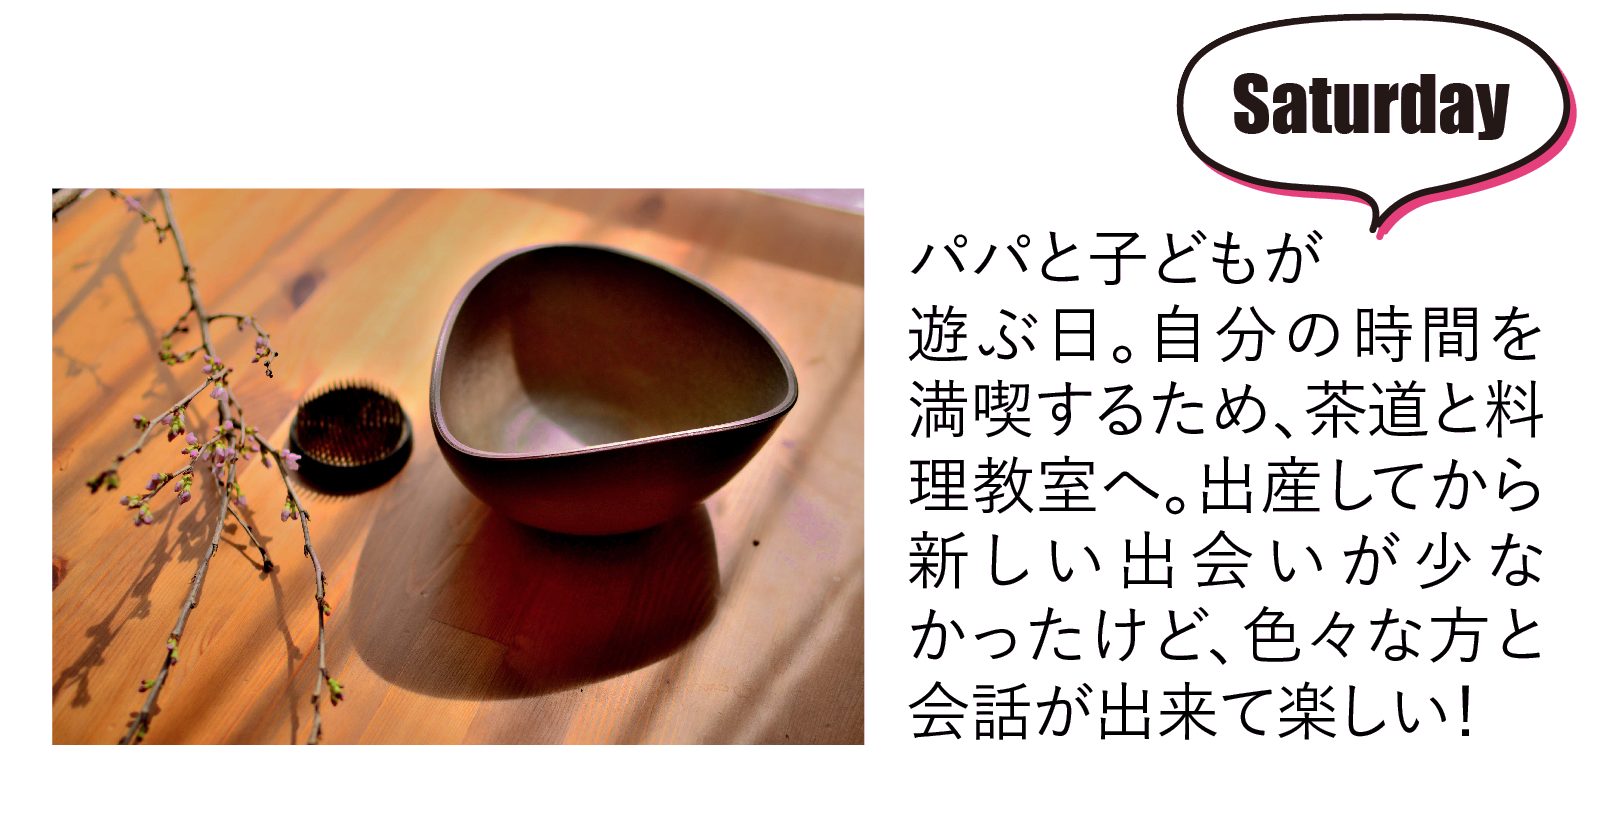 Saturday
パパと子どもが
遊ぶ日。自分の時間を
満喫するため、茶道と料
理教室へ。出産してから
新しい出会いが少な
かったけど、色々な方と
会話が出来て楽しい!